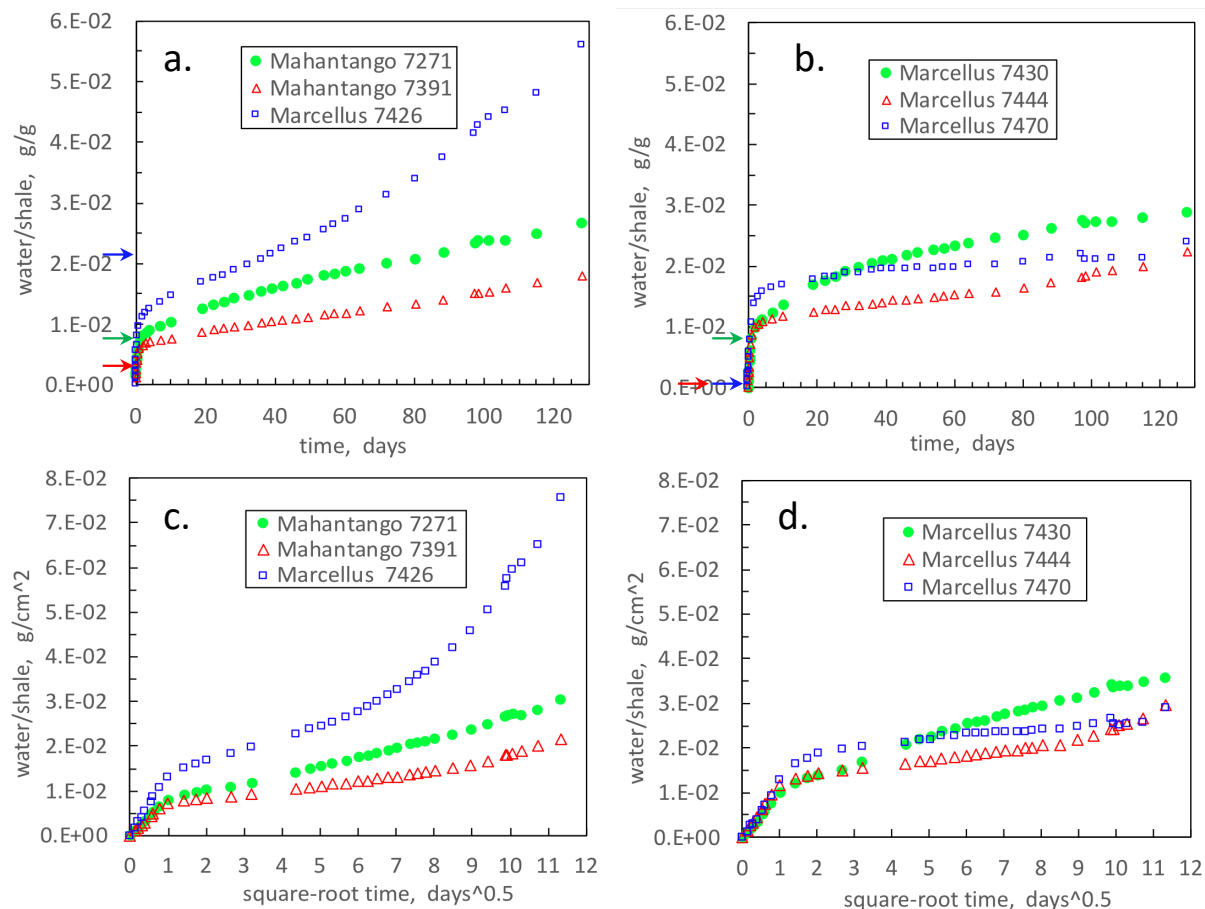 a.
Mahantango 7271
Mahantango 7391
Marcellus 7426
water/shale, g/g
6.E-02
5.E-02
4.E-02
3.E-02
2.E-02
1.E-02
0.E+00
0 20 40 60 80 100 120
time, days
b.
Marcellus 7430
Marcellus 7444
Marcellus 7470
water/shale, g/g
6.E-02
5.E-02
4.E-02
3.E-02
2.E-02
1.E-02
0.E+00
0 20 40 60 80 100 120
time, days
c.
Mahantango 7271
Mahantango 7391
Marcellus 7426
water/shale, g/cm^2
8.E-02
7.E-02
6.E-02
5.E-02
4.E-02
3.E-02
2.E-02
1.E-02
0.E+00
0 1 2 3 4 5 6 7 8 9 10 11 12
square-root time, days^0.5
d.
Marcellus 7430
Marcellus 7444
Marcellus 7470
water/shale, g/cm^2
8.E-02
7.E-02
6.E-02
5.E-02
4.E-02
3.E-02
2.E-02
1.E-02
0.E+00
0 1 2 3 4 5 6 7 8 9 10 11 12
square-root time, days^0.5